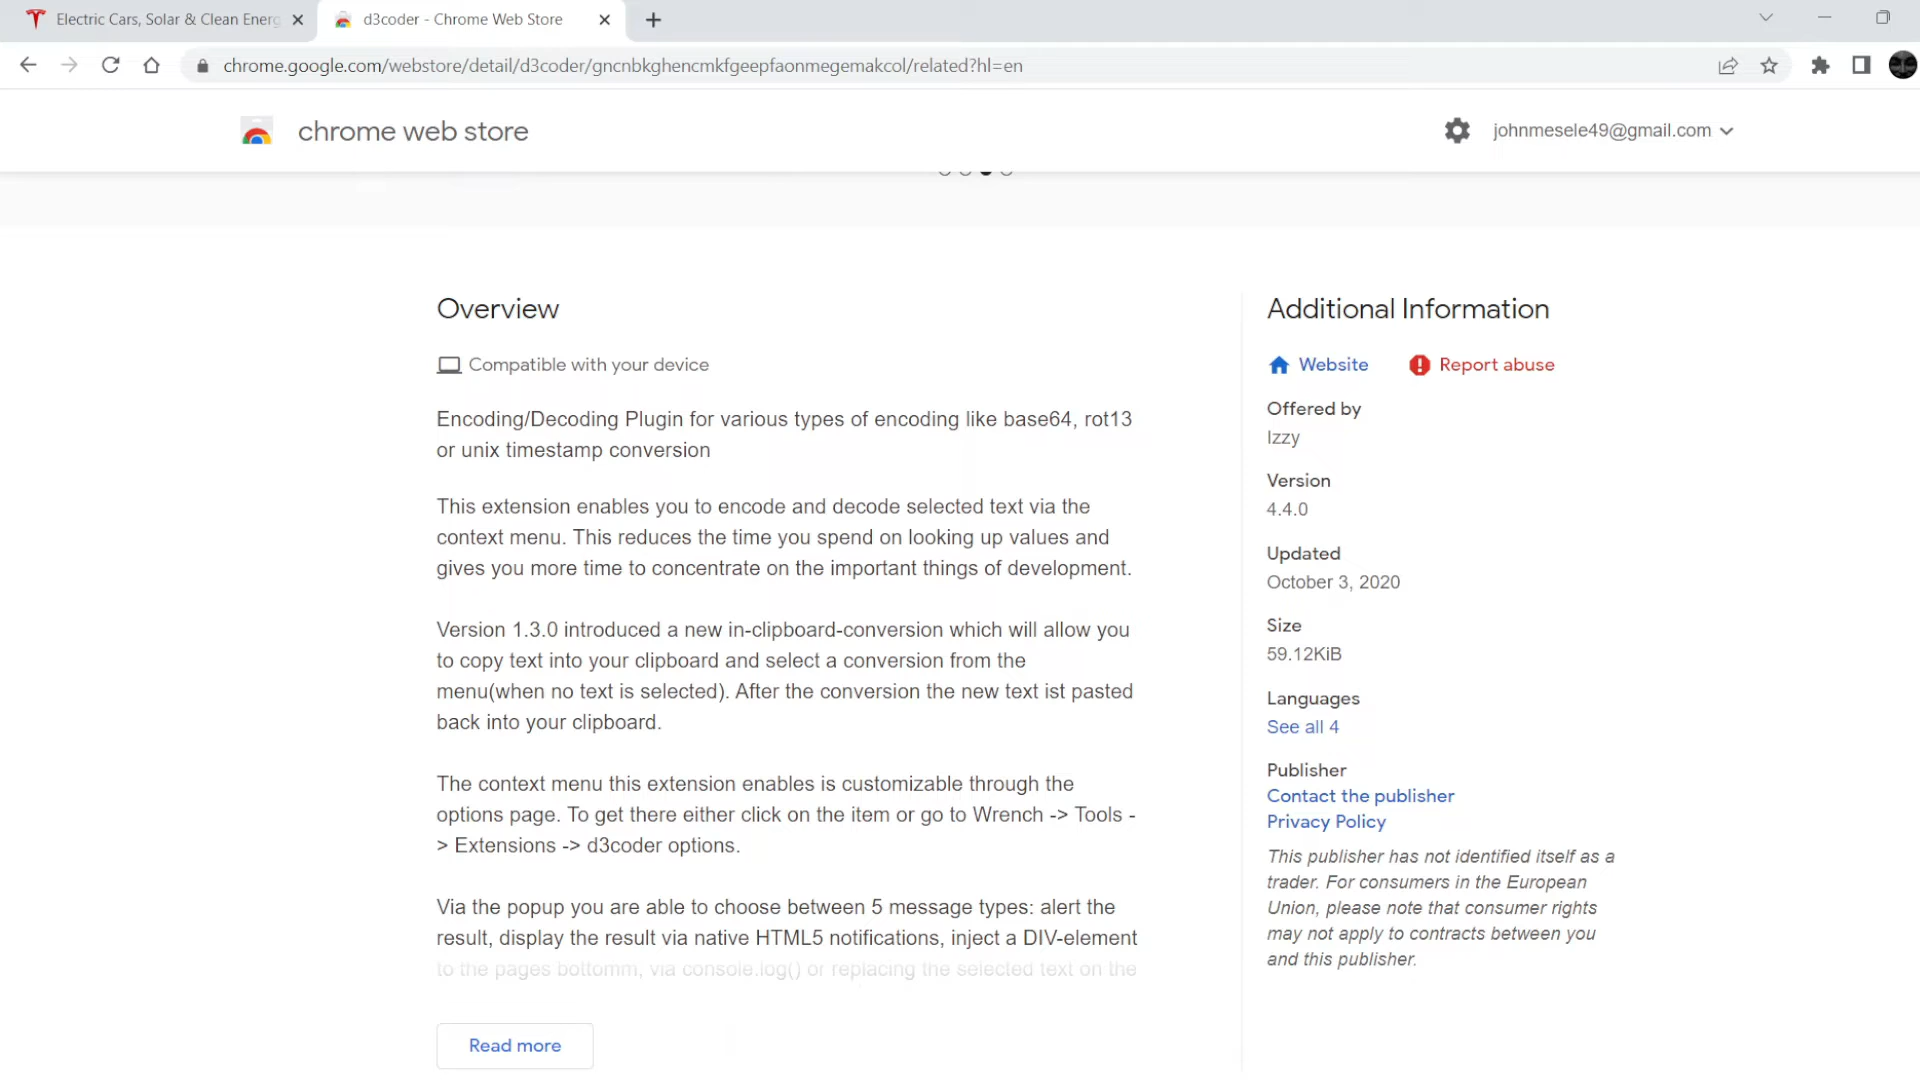 Electric Cars, Solar & Clean Energ
d3coder - Chrome Web Store
chrome.google.com/webstore/detail/d3coder/gncnbkghencmkfgeepfaonmegemakcol/related?hl=en
chrome web store
johnmesele49@gmail.com
Overview
Compatible with your device
Encoding/Decoding Plugin for various types of encoding like base64, rot13
or unix timestamp conversion
This extension enables you to encode and decode selected text via the
context menu. This reduces the time you spend on looking up values and
gives you more time to concentrate on the important things of development.
Version 1.3.0 introduced a new in-clipboard-conversion which will allow you
to copy text into your clipboard and select a conversion from the
menu(when no text is selected). After the conversion the new text ist pasted
back into your clipboard.
The context menu this extension enables is customizable through the
options page. To get there either click on the item or go to Wrench -> Tools -
> Extensions -> d3coder options.
Via the popup you are able to choose between 5 message types: alert the
result, display the result via native HTML5 notifications, inject a DIV-element
to the pages bottomm, via console.log() or replacing the selected text on the
Read more
Additional Information
Website
Report abuse
Offered by
Izzy
Version
4.4.0
Updated
October 3, 2020
Size
59.12KiB
Languages
See all 4
Publisher
Contact the publisher
Privacy Policy
This publisher has not identified itself as a
trader. For consumers in the European
Union, please note that consumer rights
may not apply to contracts between you
and this publisher.